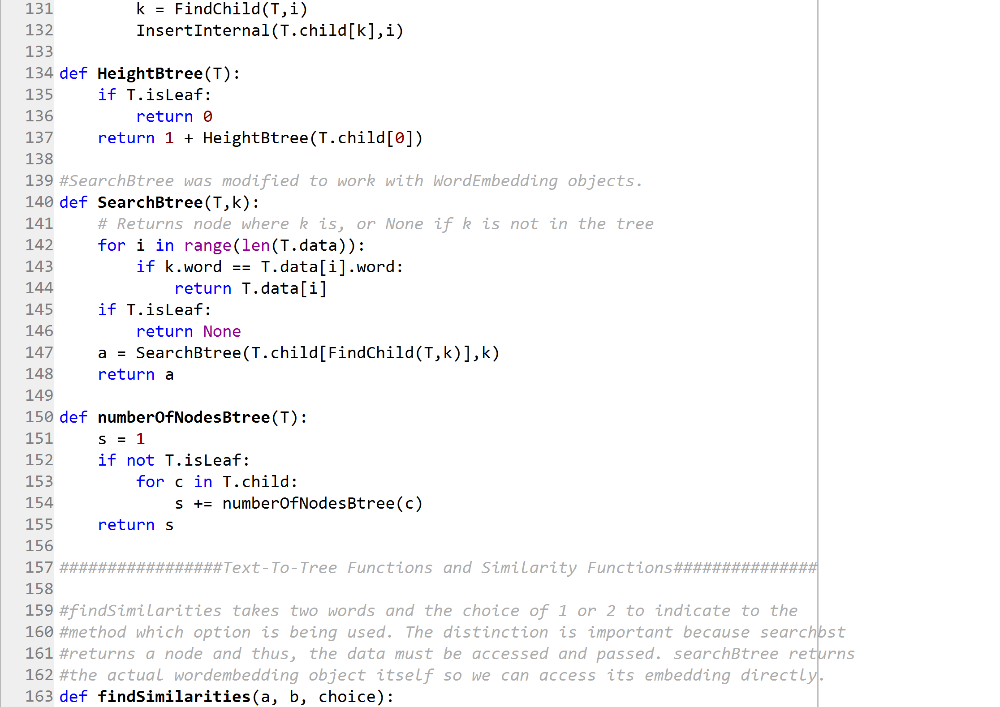 131         k = FindChild(T,i)
132         InsertInternal(T.child[k],i)
133
134 def HeightBtree(T):
135     if T.isLeaf:
136         return 0
137     return 1 + HeightBtree(T.child[0])
138
139 #SearchBtree was modified to work with WordEmbedding objects.
140 def SearchBtree(T,k):
141     # Returns node where k is, or None if k is not in the tree
142     for i in range(len(T.data)):
143         if k.word == T.data[i].word:
144             return T.data[i]
145     if T.isLeaf:
146         return None
147     a = SearchBtree(T.child[FindChild(T,k)],k)
148     return a
149
150 def numberOfNodesBtree(T):
151     s = 1
152     if not T.isLeaf:
153         for c in T.child:
154             s += numberOfNodesBtree(c)
155     return s
156
157 #################Text-To-Tree Functions and Similarity Functions###############
158
159 #findSimilarities takes two words and the choice of 1 or 2 to indicate to the
160 #method which option is being used. The distinction is important because searchbst
161 #returns a node and thus, the data must be accessed and passed. searchBtree returns
162 #the actual wordembedding object itself so we can access its embedding directly.
163 def findSimilarities(a, b, choice):